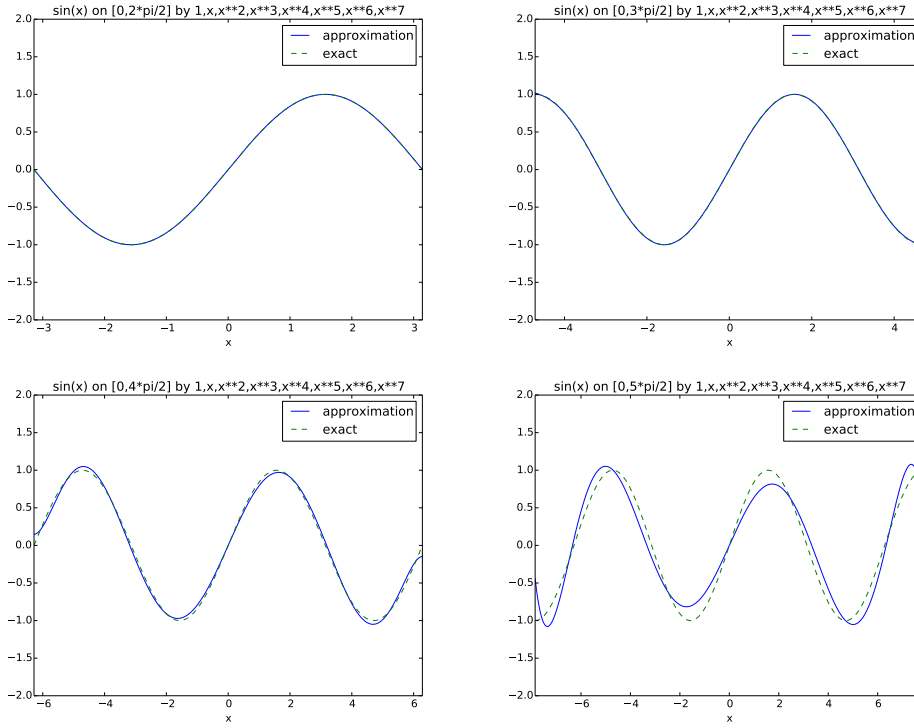 sin(x) on [0,2*pi/2] by 1,x,x**2,x**3,x**4,x**5,x**6,x**7
2.0
1.5
1.0
0.5
0.0
−0.5
−1.0
−1.5
−2.0
approximation
exact
−3 −2 −1 0 1 2 3
x
sin(x) on [0,3*pi/2] by 1,x,x**2,x**3,x**4,x**5,x**6,x**7
2.0
1.5
1.0
0.5
0.0
−0.5
−1.0
−1.5
−2.0
approximation
exact
−4 −2 0 2 4
x
sin(x) on [0,4*pi/2] by 1,x,x**2,x**3,x**4,x**5,x**6,x**7
2.0
1.5
1.0
0.5
0.0
−0.5
−1.0
−1.5
−2.0
approximation
exact
−6 −4 −2 0 2 4 6
x
sin(x) on [0,5*pi/2] by 1,x,x**2,x**3,x**4,x**5,x**6,x**7
2.0
1.5
1.0
0.5
0.0
−0.5
−1.0
−1.5
−2.0
approximation
exact
−6 −4 −2 0 2 4 6
x